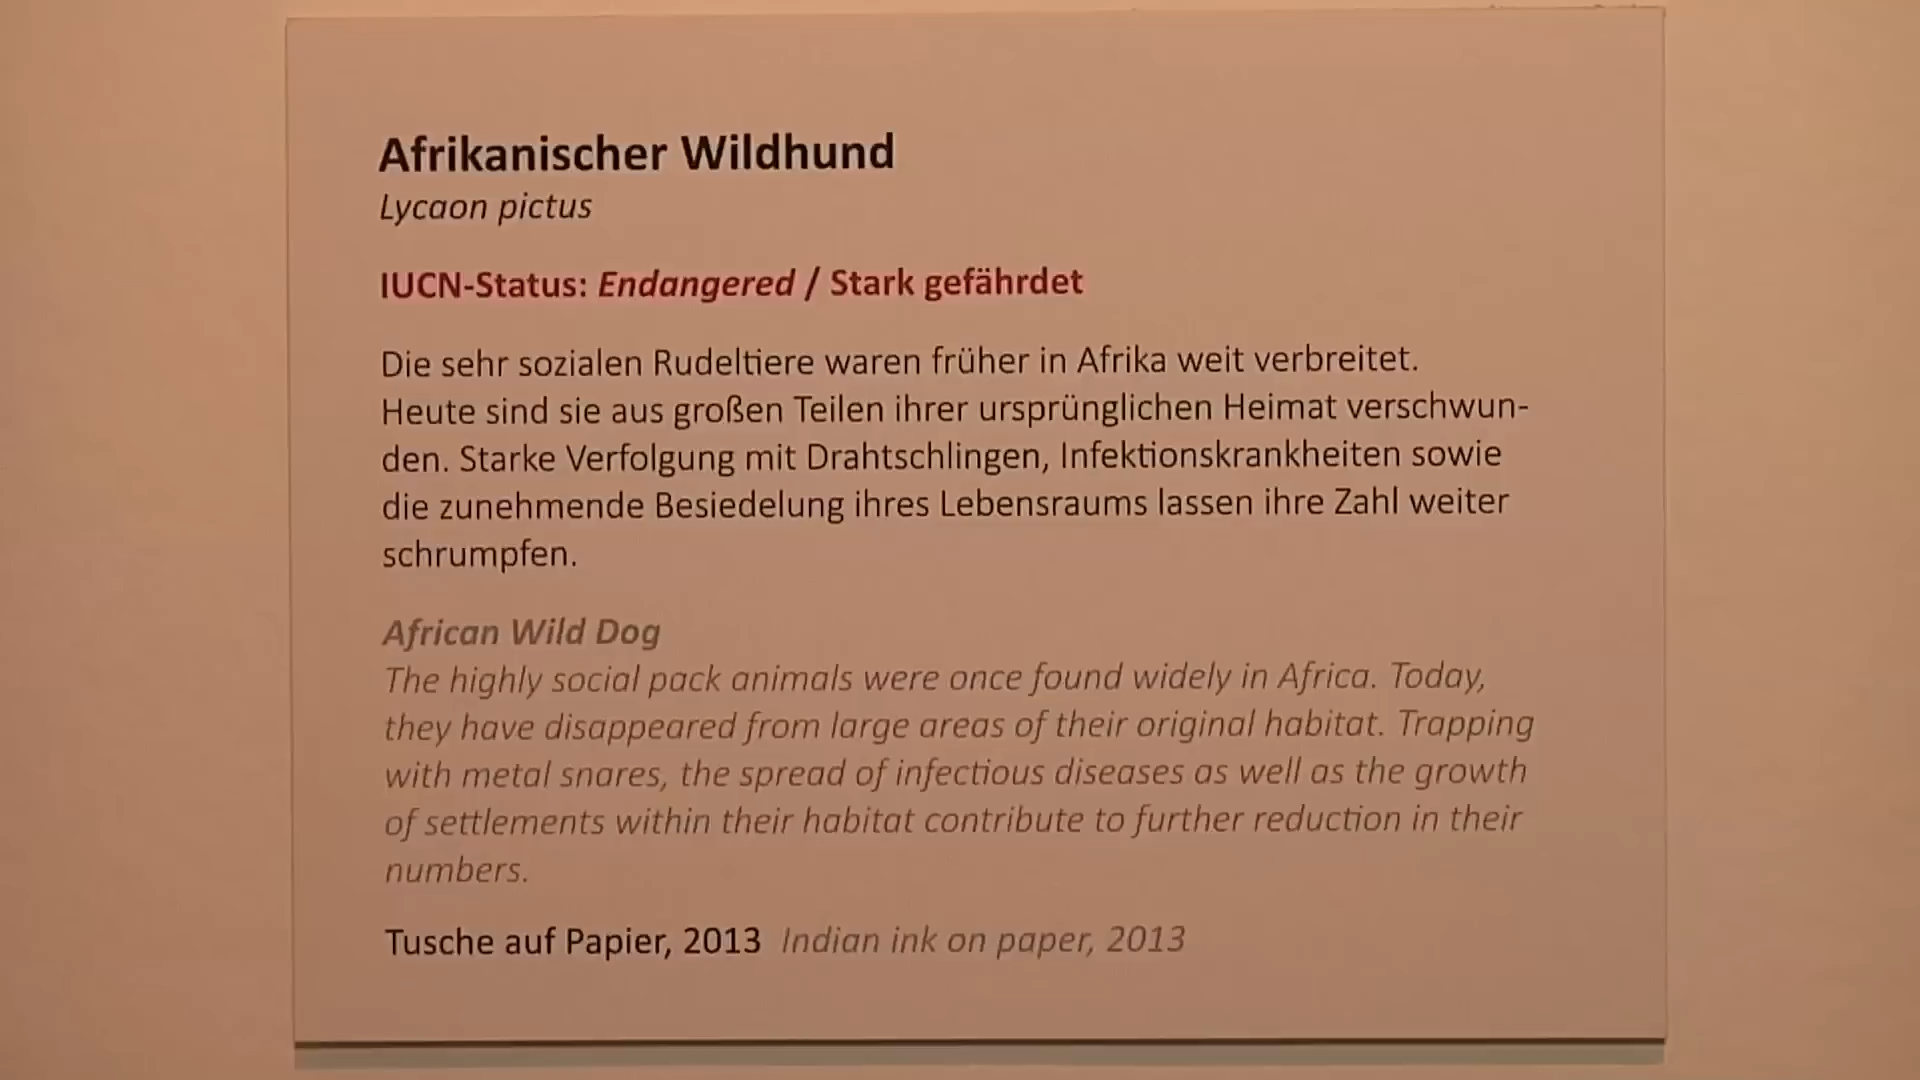 Afrikanischer Wildhund
Lycaon pictus
IUCN-Status: Endangered / Stark gefährdet
Die sehr sozialen Rudeltiere waren früher in Afrika weit verbreitet.
Heute sind sie aus großen Teilen ihrer ursprünglichen Heimat verschwun-
den. Starke Verfolgung mit Drahtschlingen, Infektionskrankheiten sowie
die zunehmende Besiedelung ihres Lebensraums lassen ihre Zahl weiter
schrumpfen.
African Wild Dog
The highly social pack animals were once found widely in Africa. Today,
they have disappeared from large areas of their original habitat. Trapping
with metal snares, the spread of infectious diseases as well as the growth
of settlements within their habitat contribute to further reduction in their
numbers.
Tusche auf Papier, 2013 Indian ink on paper, 2013